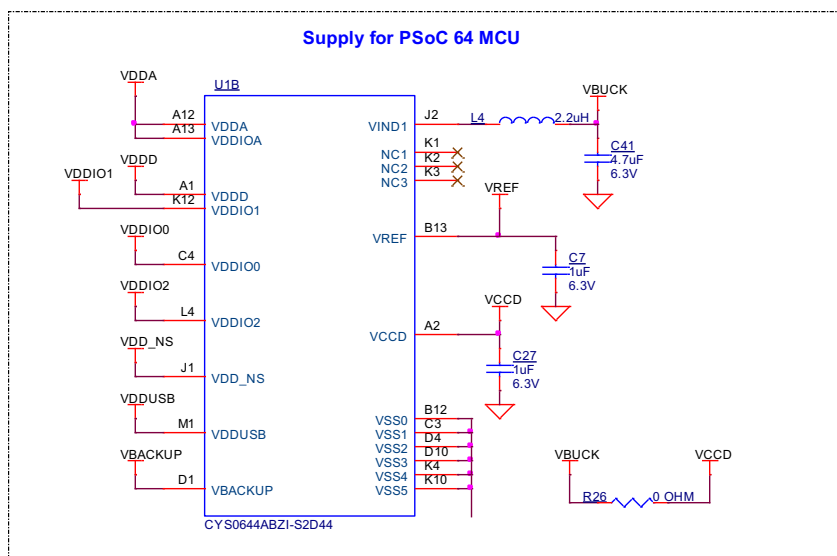 Supply for PSoC 64 MCU
VDDA
U1B
VBUCK
A12
VDDA
A13
VDDIOA
J2
VIND1
L4
2.2uH
VDDD
K1
NC1
K2
NC2
K3
NC3
C41
4.7uF
6.3V
VDDIO1
A1
VDDD
K12
VDDIO1
VREF
VDDIO0
B13
VREF
C4
VDDIO0
C7
1uF
6.3V
VDDIO2
VCCD
L4
VDDIO2
A2
VCCD
VDD_NS
C27
1uF
6.3V
J1
VDD_NS
VDDUSB
B12
VSS0
C3
VSS1
M1
VDDUSB
D4
VSS2
D10
VSS3
VBACKUP
K4
VSS4
K10
VSS5
D1
VBACKUP
VBUCK
VCCD
R26
0 OHM
CYS0644ABZI-S2D44